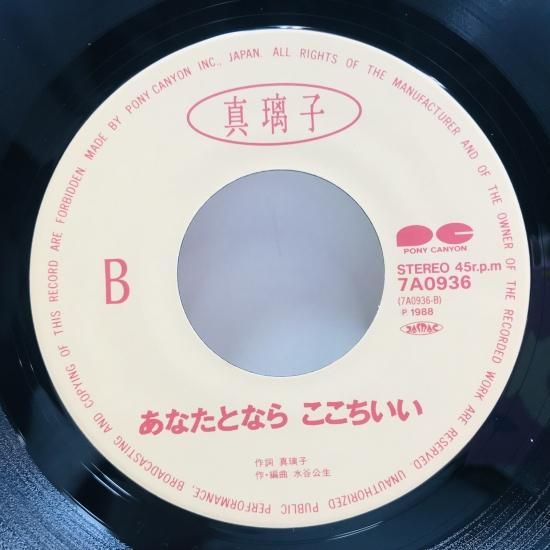 MADE BY PONY CANYON INC., JAPAN. ALL RIGHTS OF THE MANUFACTURER AND OF THE OWNER OF THE RECORDED WORK ARE RESERVED. UNAUTHORIZED PUBLIC PERFORMANCE, BROADCASTING AND COPYING OF THIS RECORD ARE FORBIDDEN.
真璃子
PONY CANYON
B
STEREO 45r.p.m
7A0936
(7A0936-B)
P 1988
JASRAC
あなたとなら ここちいい
作詞 真璃子
作・編曲 水谷公生